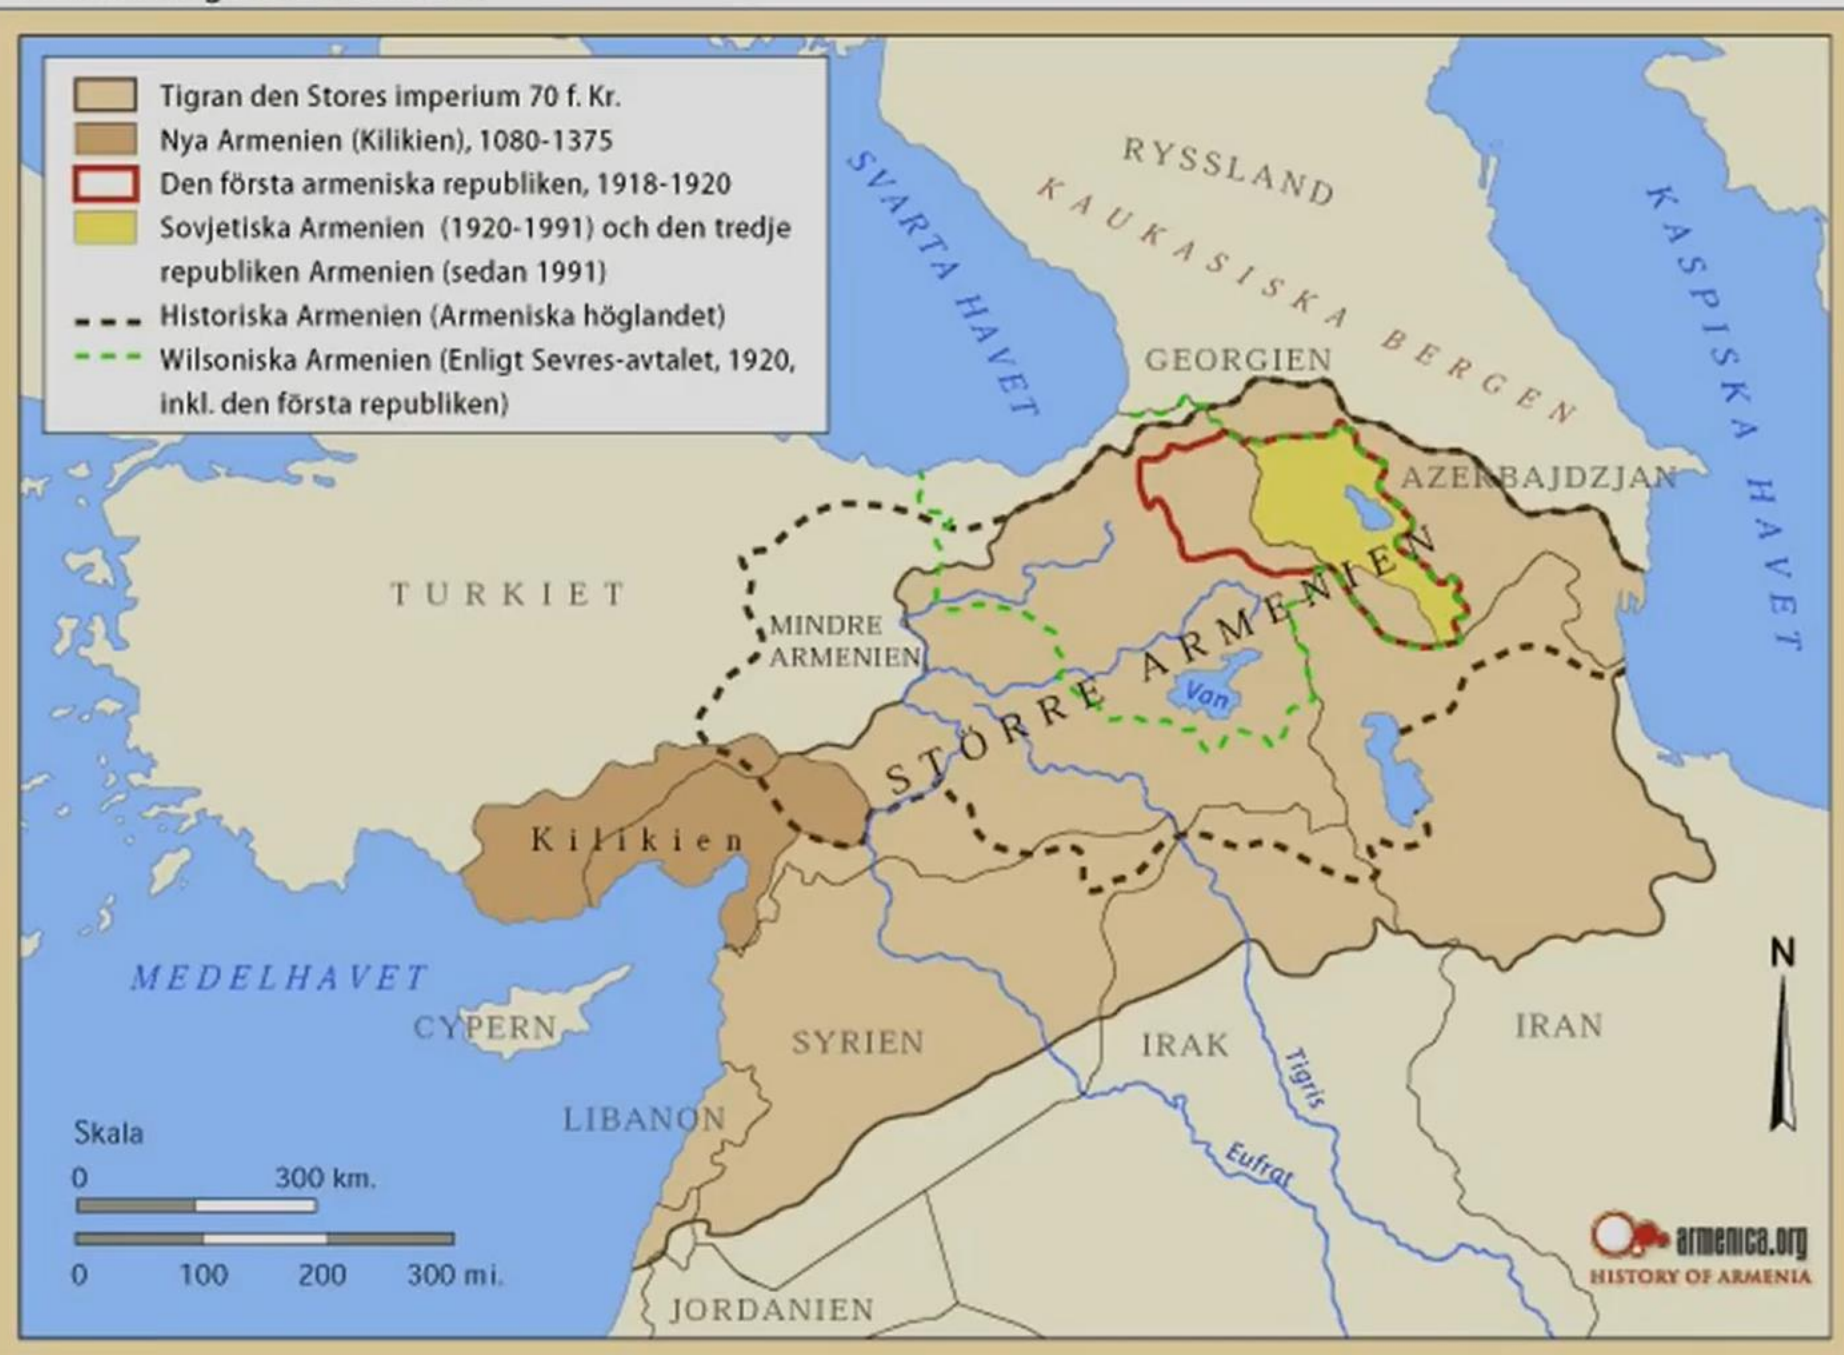 Tigran den Stores imperium 70 f. Kr.
Nya Armenien (Kilikien), 1080-1375
Den första armeniska republiken, 1918-1920
Sovjetiska Armenien (1920-1991) och den tredje
republiken Armenien (sedan 1991)
Historiska Armenien (Armeniska höglandet)
Wilsoniska Armenien (Enligt Sevres-avtalet, 1920,
inkl. den första republiken)
RYSSLAND
KAUKASISKA BERGEN
SVARTA HAVET
KASPISKA HAVET
GEORGIEN
AZERBAJDZJAN
TURKIET
MINDRE
ARMENIEN
STÖRRE ARMENIEN
Van
Kilikien
MEDELHAVET
CYPERN
SYRIEN
IRAK
IRAN
LIBANON
Tigris
Eufrat
JORDANIEN
N
Skala
0 300 km.
0 100 200 300 mi.
armenica.org
HISTORY OF ARMENIA